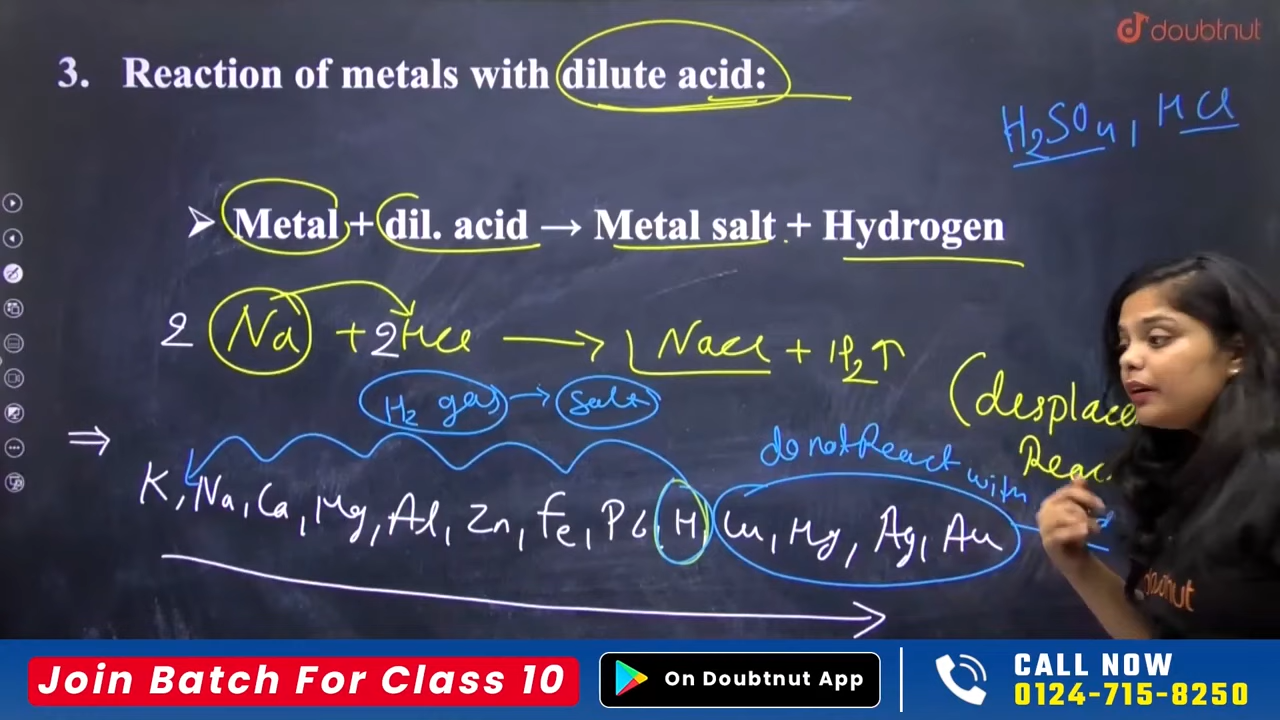 doubtnut
3. Reaction of metals with dilute acid:
H2SO4, HCl
➤ Metal + dil. acid → Metal salt + Hydrogen
2 Na + 2HCl → NaCl + H2↑
(desplace
Reac
H2 gas → Salt
do not React with
⇒ K, Na, Ca, Mg, Al, Zn, Fe, Pb, H, Cu, Hg, Ag, Au
Join Batch For Class 10
On Doubtnut App
CALL NOW
0124-715-8250